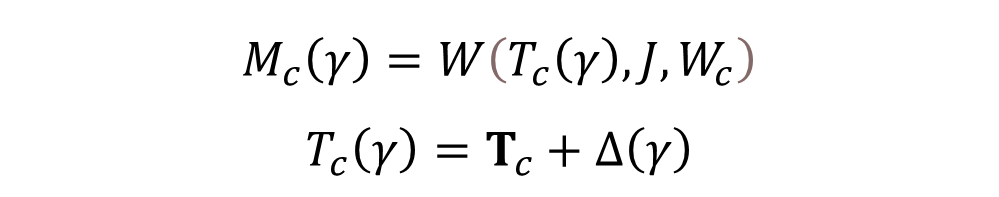 M_c(γ) = W(T_c(γ), J, W_c)
T_c(γ) = 𝐓_c + Δ(γ)